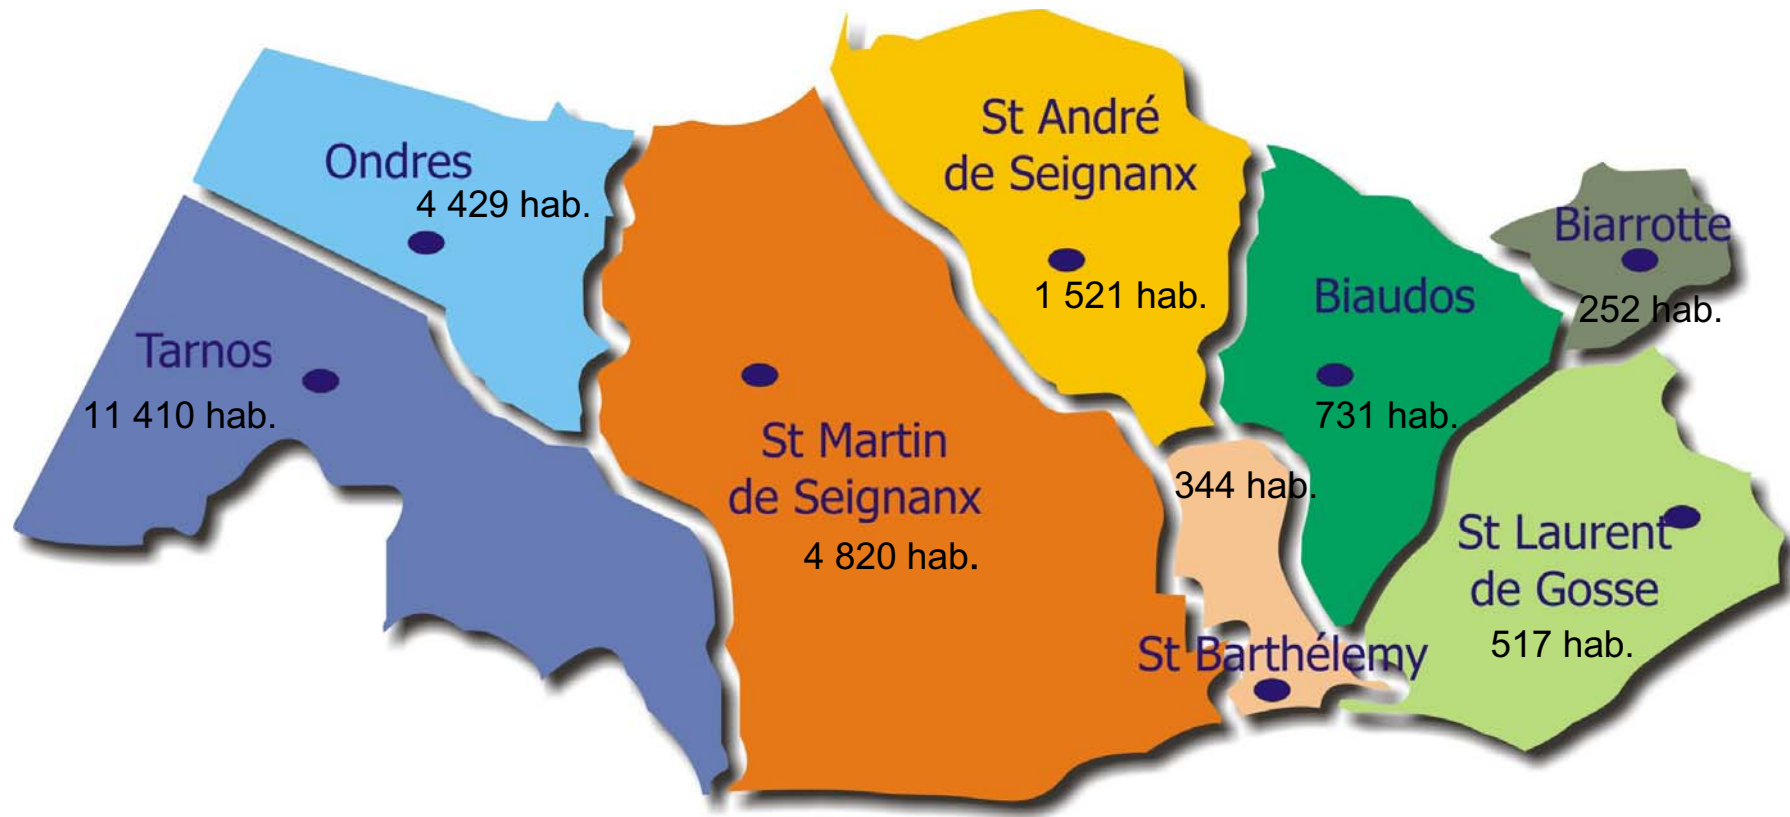 Ondres
4 429 hab.
Tarnos
11 410 hab.
St Martin
de Seignanx
4 820 hab.
St André
de Seignanx
1 521 hab.
Biaudos
731 hab.
Biarrotte
252 hab.
344 hab.
St Barthélemy
St Laurent
de Gosse
517 hab.